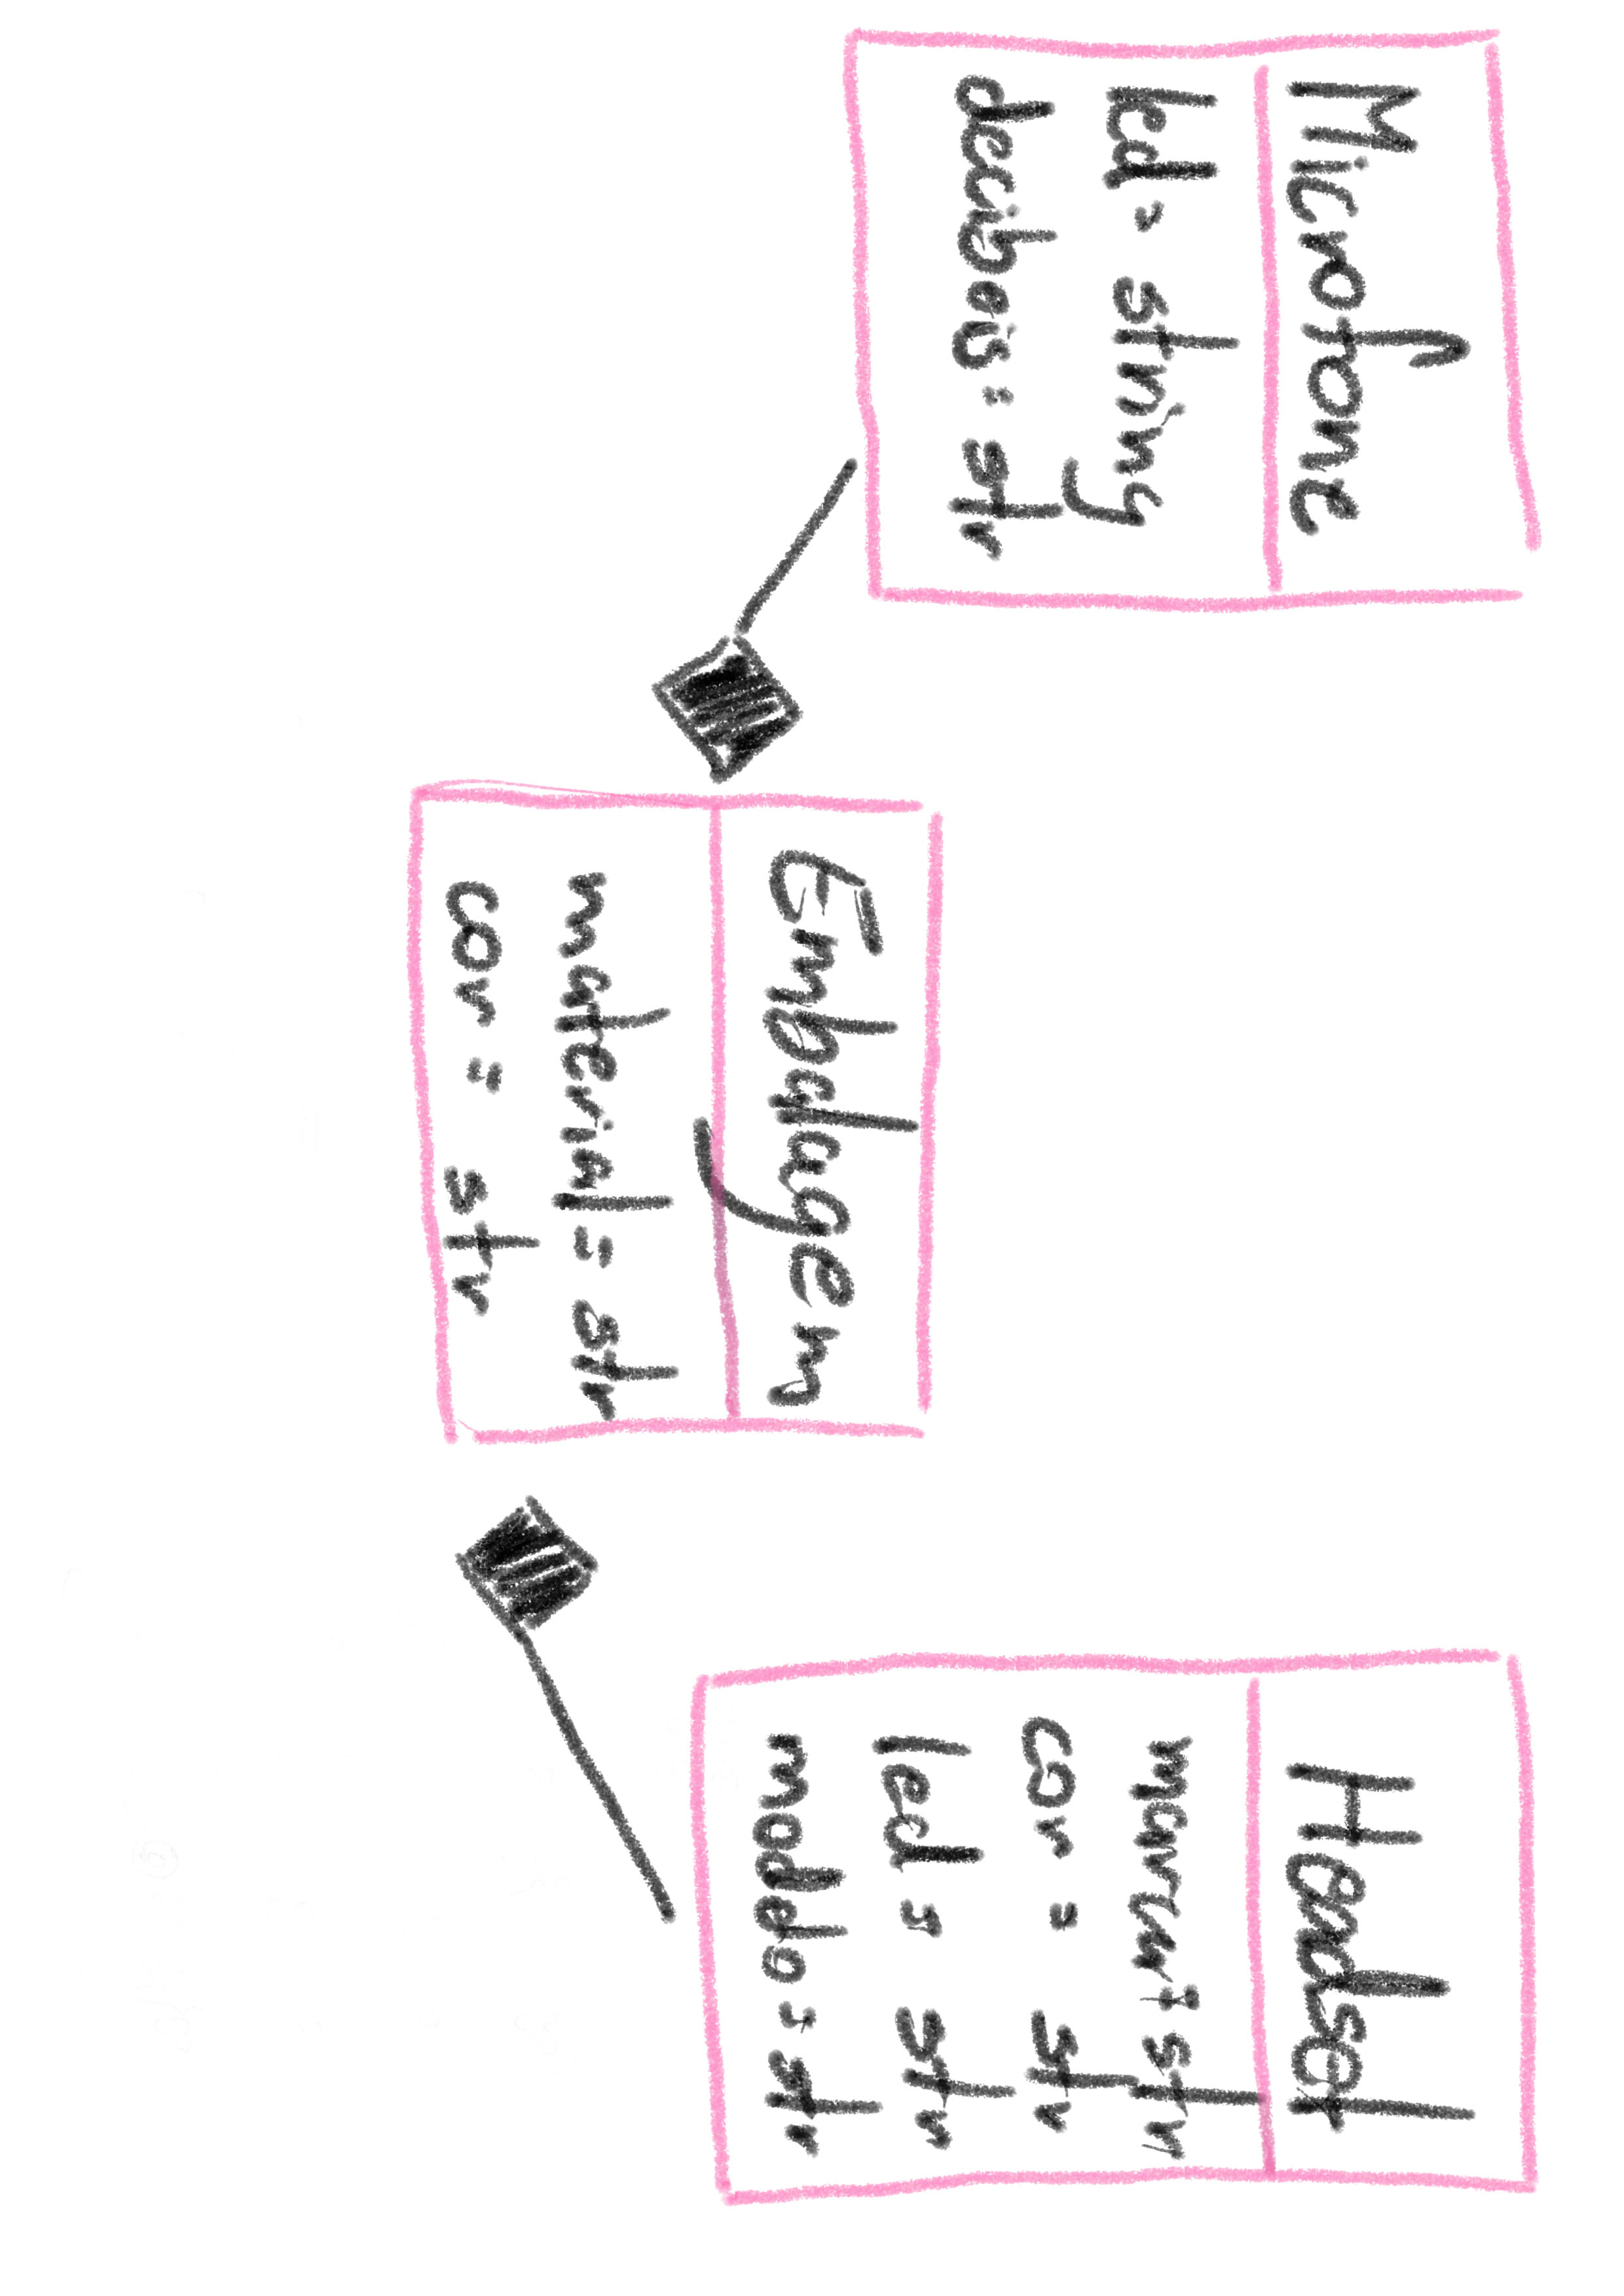 Microfone
led : string
decibeis : str
Embalagem
material : str
cor : str
Headset
marca : str
cor : str
led : str
modelo : str